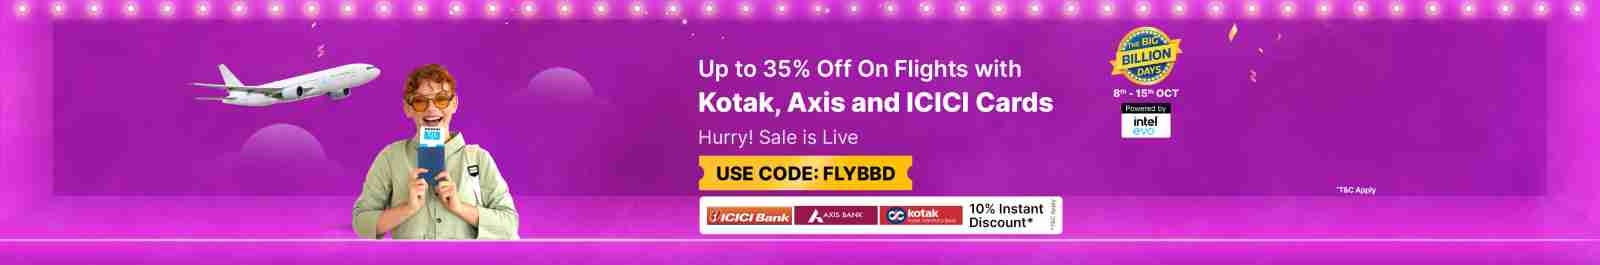 Up to 35% Off On Flights with
Kotak, Axis and ICICI Cards
Hurry! Sale is Live
USE CODE: FLYBBD
ICICI Bank
AXIS BANK
kotak
10% Instant
Discount*
THE BIG
BILLION
DAYS
8th - 15th OCT
Powered by
intel
evo
*T&C Apply